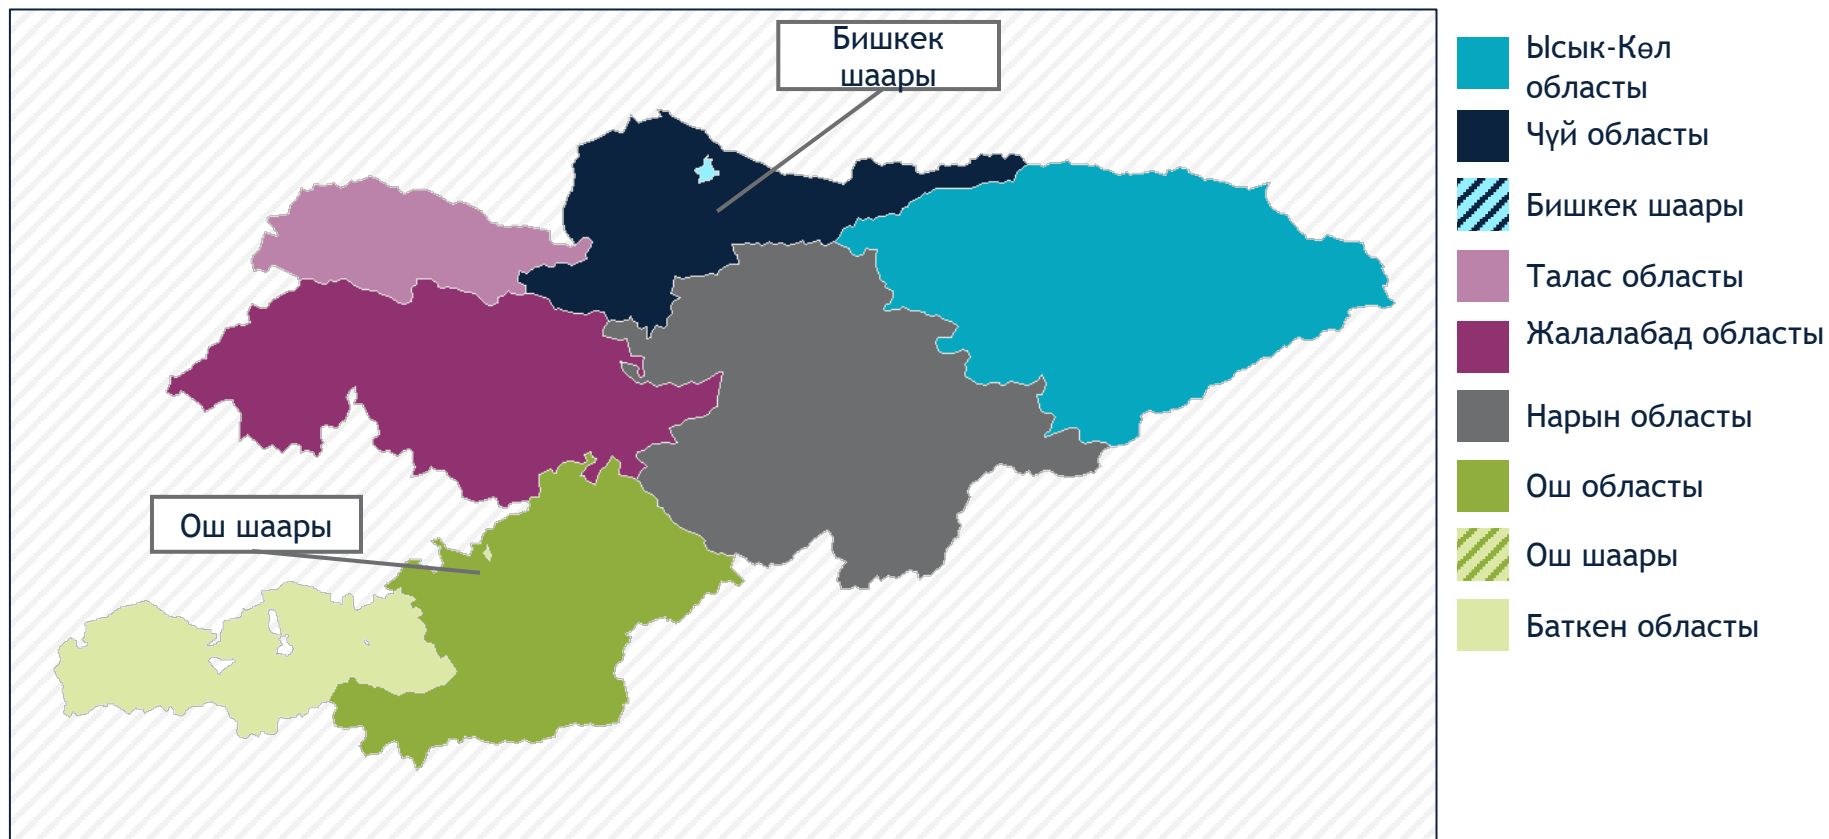 Бишкек
шаары
Ош шаары
Ысык-Көл
областы
Чүй областы
Бишкек шаары
Талас областы
Жалалабад областы
Нарын областы
Ош областы
Ош шаары
Баткен областы